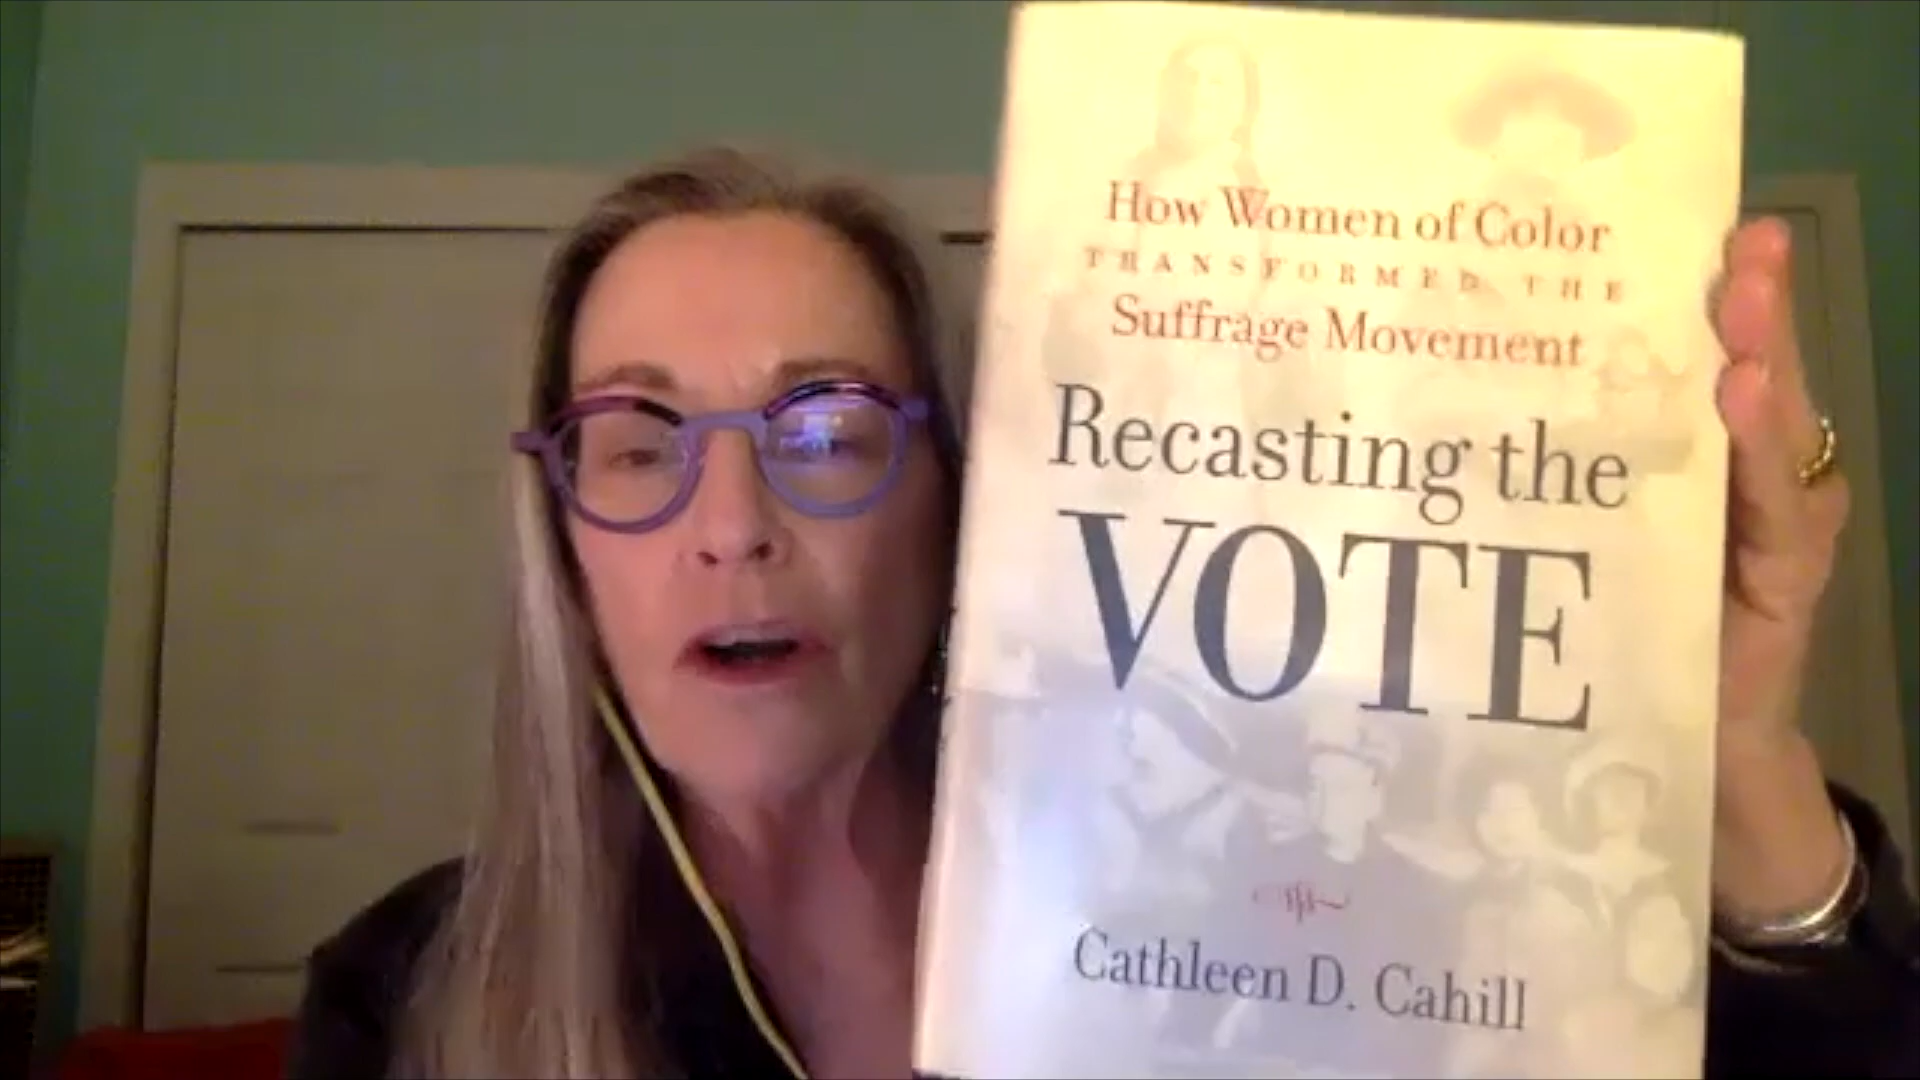 How Women of Color
TRANSFORMED THE
Suffrage Movement
Recasting the
VOTE
Cathleen D. Cahill